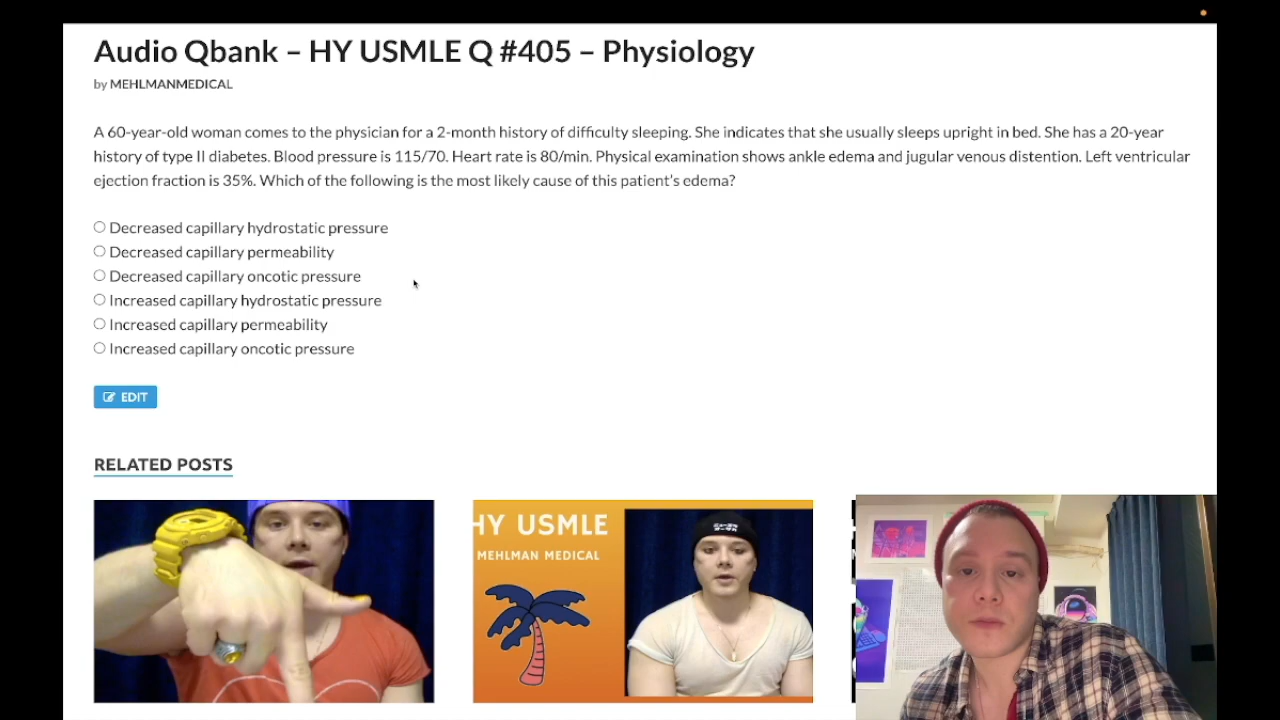 Audio Qbank – HY USMLE Q #405 – Physiology
by MEHLMANMEDICAL
A 60-year-old woman comes to the physician for a 2-month history of difficulty sleeping. She indicates that she usually sleeps upright in bed. She has a 20-year
history of type II diabetes. Blood pressure is 115/70. Heart rate is 80/min. Physical examination shows ankle edema and jugular venous distention. Left ventricular
ejection fraction is 35%. Which of the following is the most likely cause of this patient's edema?
Decreased capillary hydrostatic pressure
Decreased capillary permeability
Decreased capillary oncotic pressure
Increased capillary hydrostatic pressure
Increased capillary permeability
Increased capillary oncotic pressure
EDIT
RELATED POSTS
HY USMLE
MEHLMAN MEDICAL